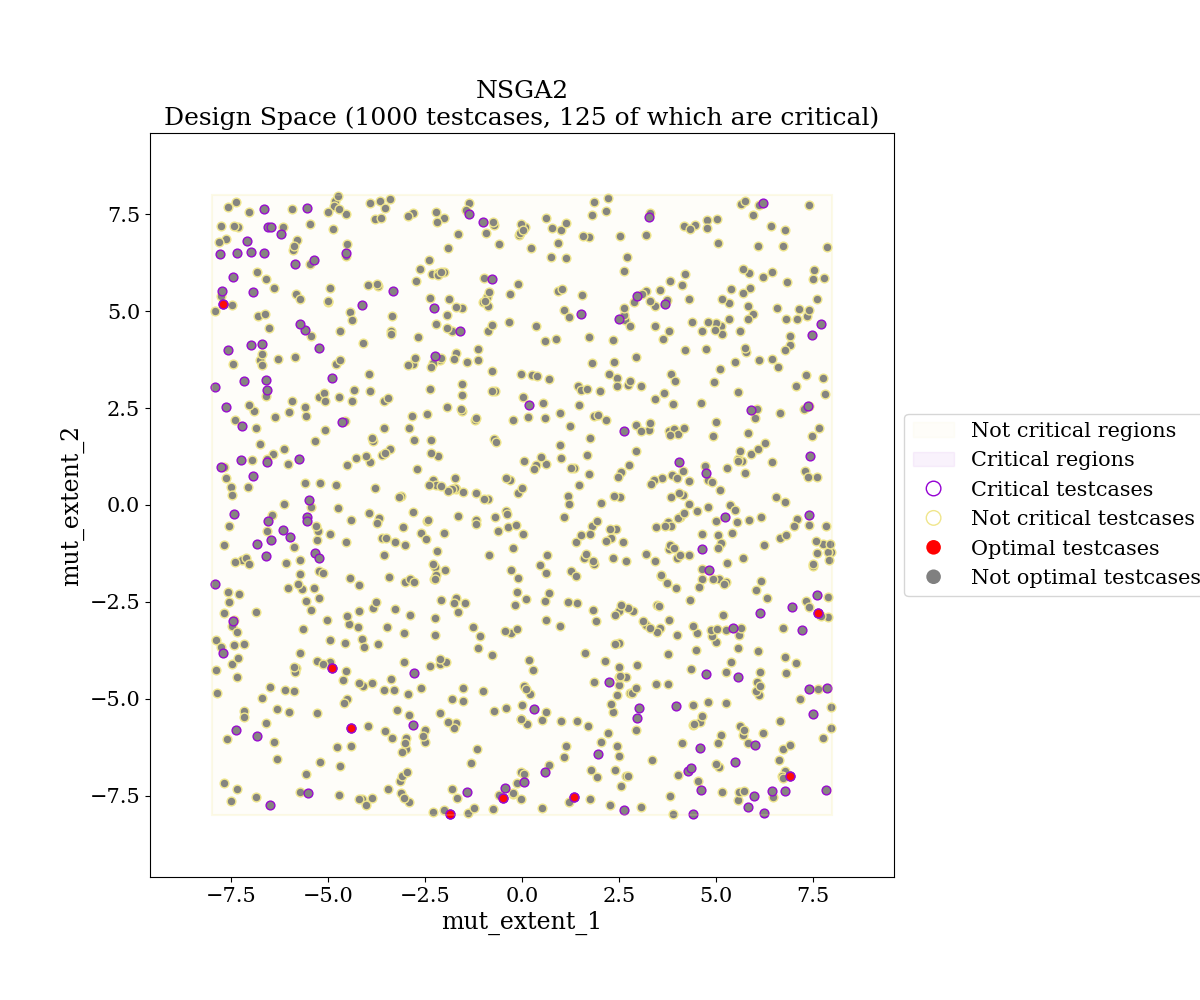 NSGA2
Design Space (1000 testcases, 125 of which are critical)
7.5
5.0
2.5
0.0
−2.5
−5.0
−7.5
mut_extent_2
−7.5 −5.0 −2.5 0.0 2.5 5.0 7.5
mut_extent_1
Not critical regions
Critical regions
Critical testcases
Not critical testcases
Optimal testcases
Not optimal testcases